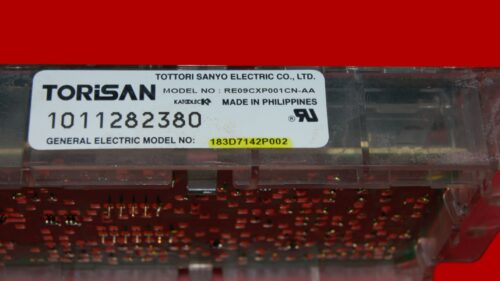 TOTTORI SANYO ELECTRIC CO., LTD.
TORiSAN MODEL NO : RE09CXP001CN-AA
KATOLEC MADE IN PHILIPPINES
1011282380
GENERAL ELECTRIC MODEL NO: 183D7142P002